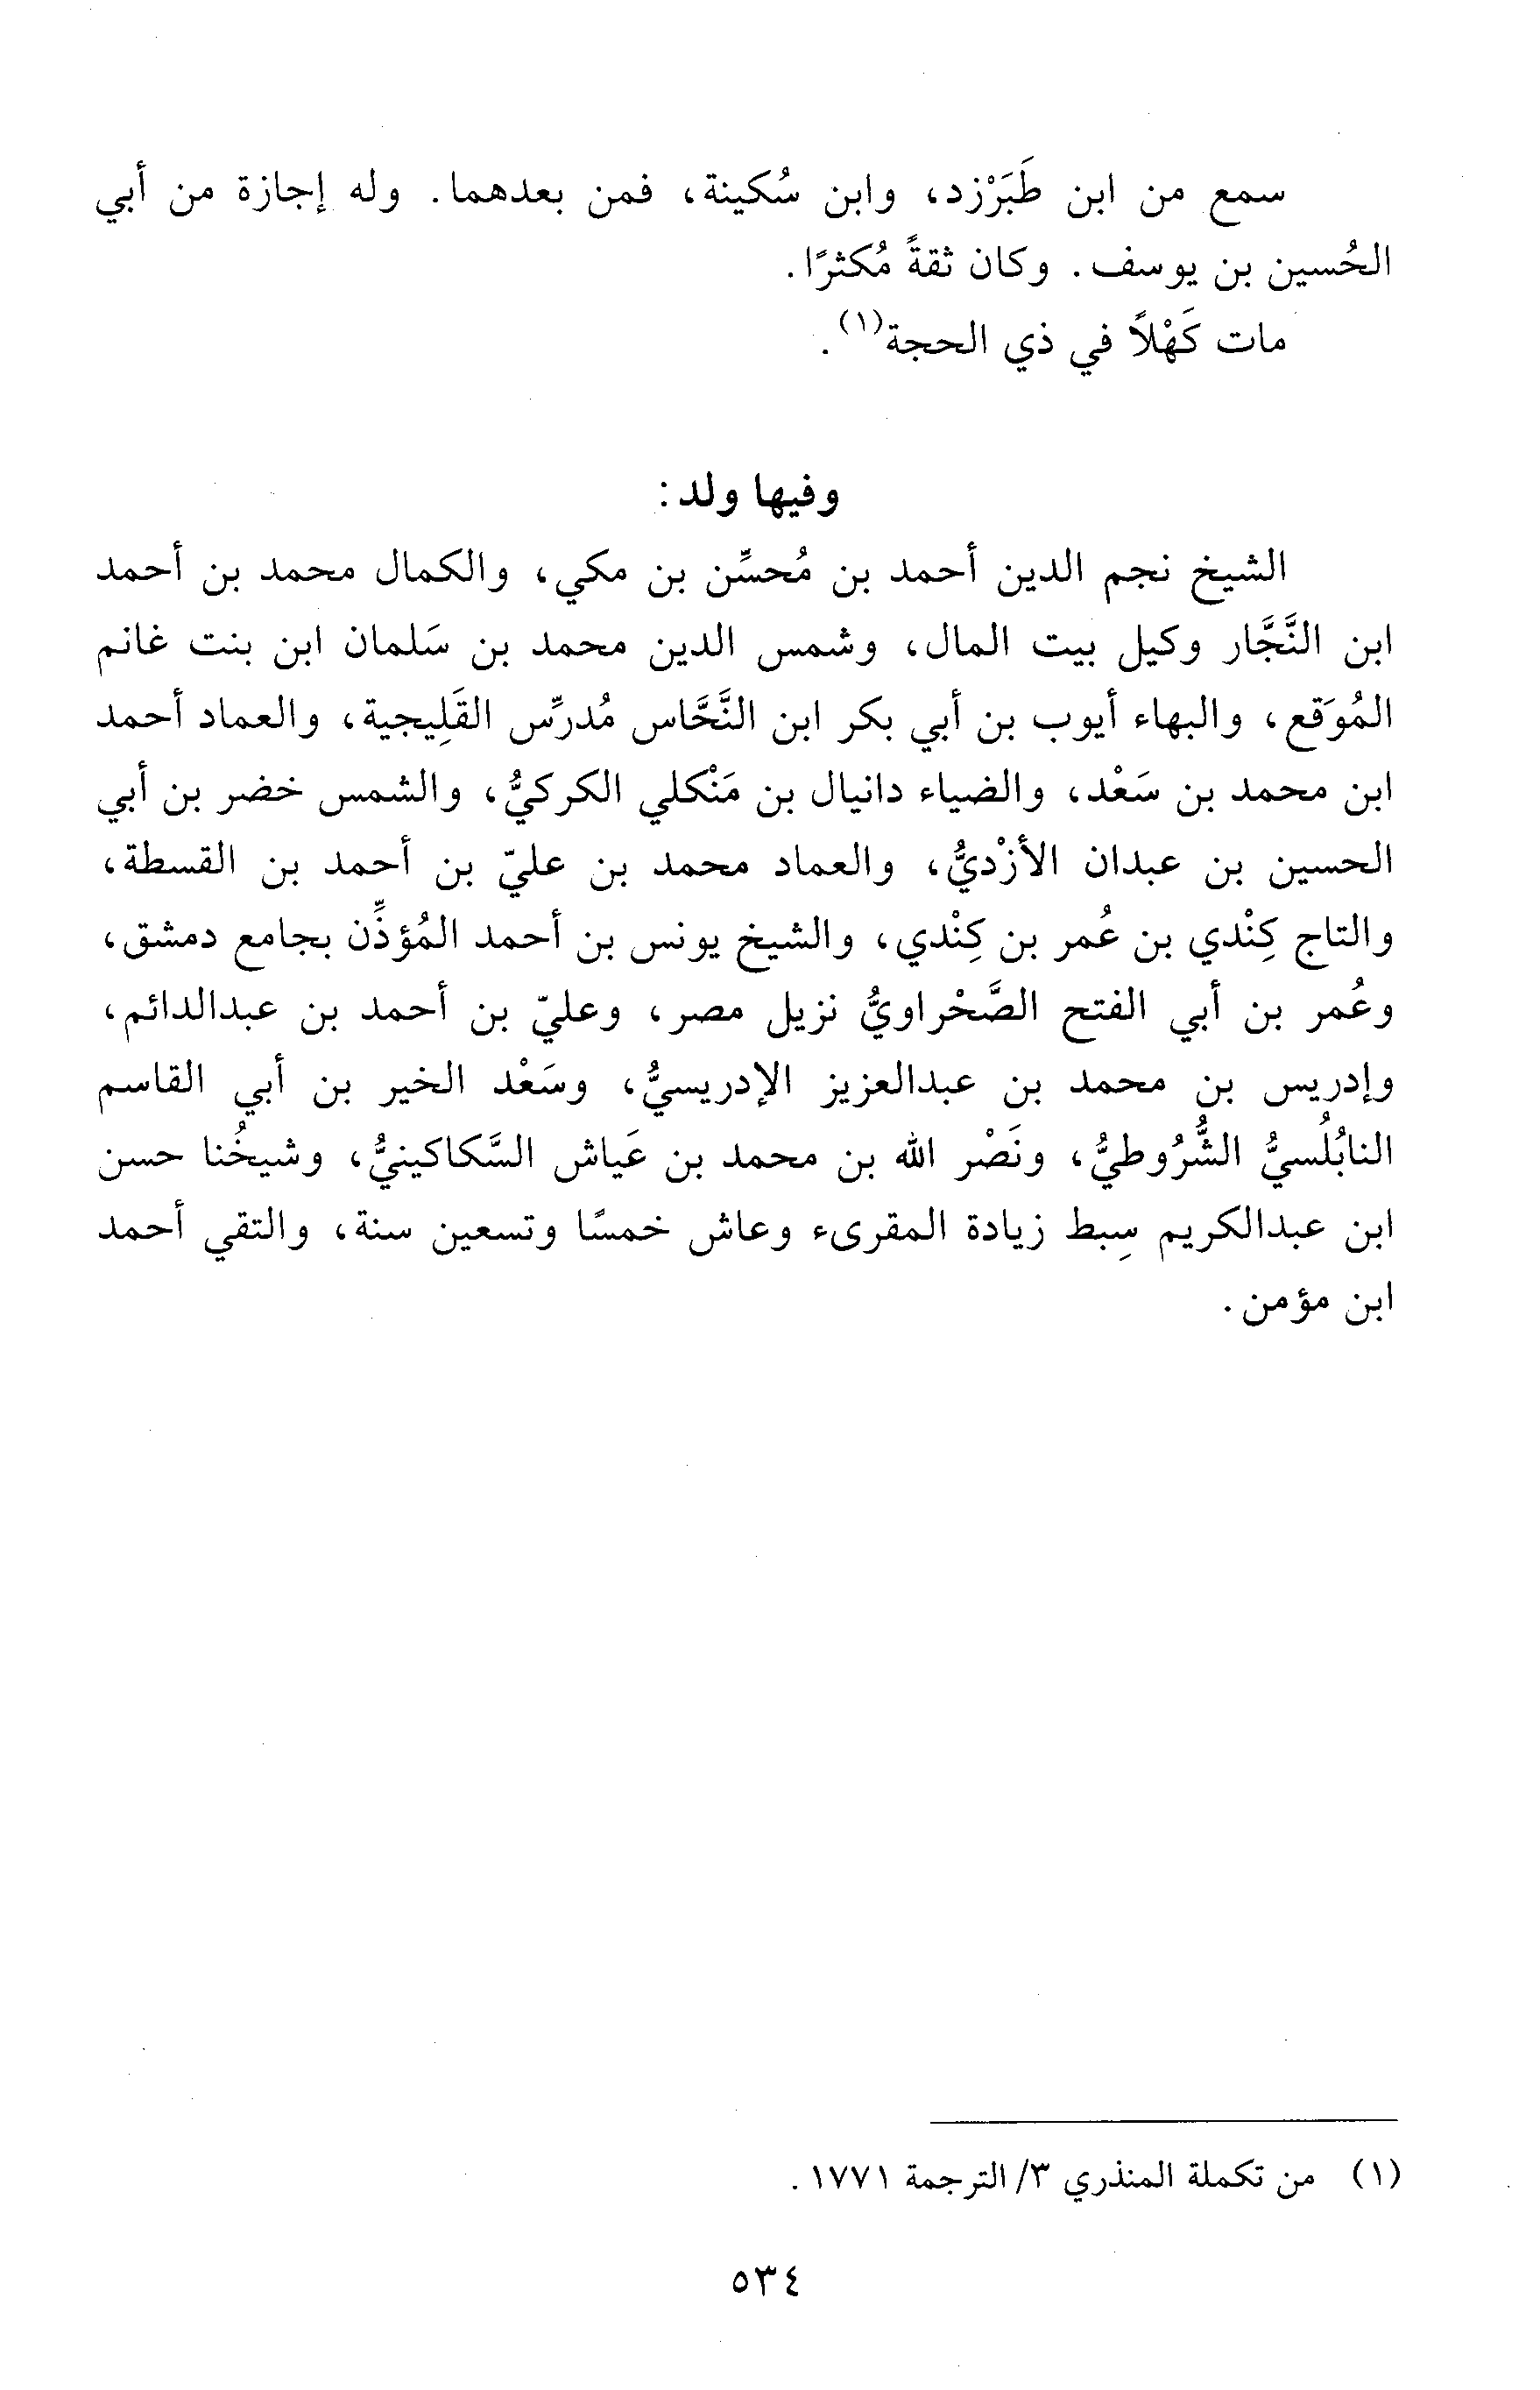 سمع من ابن طَبَرْزد، وابن سُكينة، فمن بعدهما. وله إجازة من أبي
الحُسين بن يوسف. وكان ثقةً مُكثرًا.
مات كَهْلاً في ذي الحجة(١).
وفيها ولد:
الشيخ نجم الدين أحمد بن مُحسِّن بن مكي، والكمال محمد بن أحمد
ابن النَّجَّار وكيل بيت المال، وشمس الدين محمد بن سَلمان ابن بنت غانم
المُوَقع، والبهاء أيوب بن أبي بكر ابن النَّحَّاس مُدرِّس القَلِيجية، والعماد أحمد
ابن محمد بن سَعْد، والضياء دانيال بن مَنْكلي الكركيُّ، والشمس خضر بن أبي
الحسين بن عبدان الأزْديُّ، والعماد محمد بن عليّ بن أحمد بن القسطة،
والتاج كِنْدي بن عُمر بن كِنْدي، والشيخ يونس بن أحمد المُؤذِّن بجامع دمشق،
وعُمر بن أبي الفتح الصَّحْراويُّ نزيل مصر، وعليّ بن أحمد بن عبدالدائم،
وإدريس بن محمد بن عبدالعزيز الإدريسيُّ، وسَعْد الخير بن أبي القاسم
النابُلُسيُّ الشُّرُوطيُّ، ونَصْر الله بن محمد بن عَياش السَّكاكينيُّ، وشيخُنا حسن
ابن عبدالكريم سِبط زيادة المقرىء وعاش خمسًا وتسعين سنة، والتقي أحمد
ابن مؤمن.
(١) من تكملة المنذري ٣/ الترجمة ١٧٧١.
٥٣٤